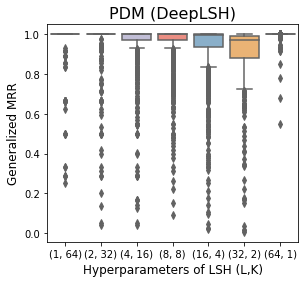 PDM (DeepLSH)
Generalized MRR
1.0
0.8
0.6
0.4
0.2
0.0
(1, 64) (2, 32) (4, 16) (8, 8) (16, 4) (32, 2) (64, 1)
Hyperparameters of LSH (L,K)